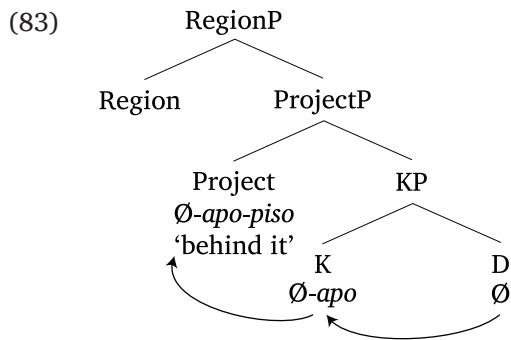 (83) RegionP
Region ProjectP
Project KP
Ø-apo-piso
‘behind it’
K D
Ø-apo Ø